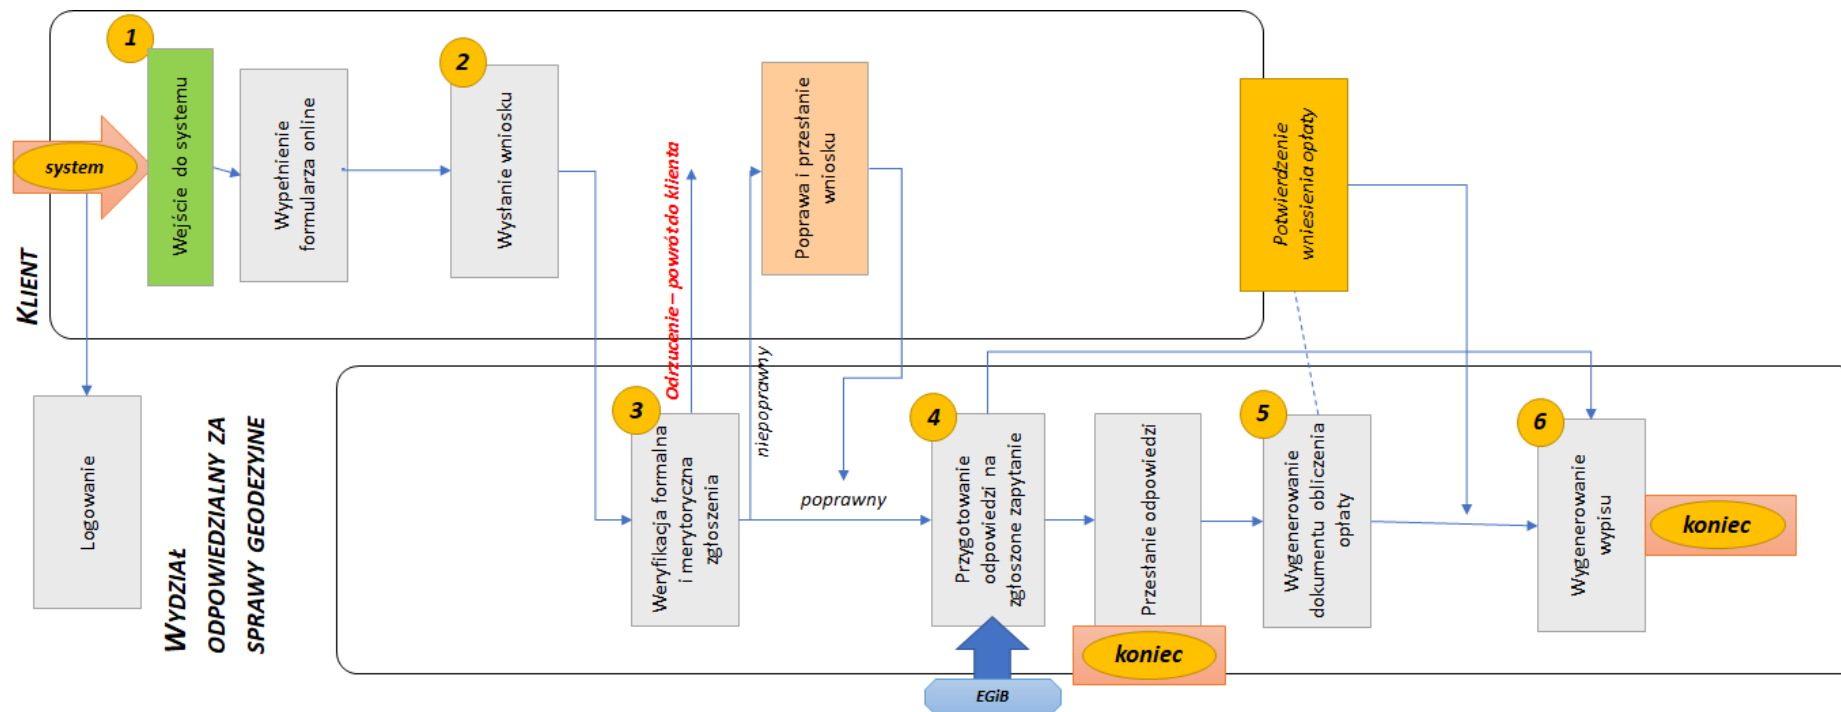 KLIENT
system
1
Wejście do systemu
Wypełnienie
formularza online
2
Wysłanie wniosku
Odrzucenie – powrót do klienta
Poprawa i przesłanie
wniosku
Potwierdzenie
wniesienia opłaty
niepoprawny
poprawny
Logowanie
WYDZIAŁ
ODPOWIEDZIALNY ZA
SPRAWY GEODEZYJNE
3
Weryfikacja formalna
i merytoryczna
zgłoszenia
4
Przygotowanie
odpowiedzi na
zgłoszone zapytanie
EGiB
Przesłanie odpowiedzi
koniec
5
Wygenerowanie
dokumentu obliczenia
opłaty
6
Wygenerowanie
wypisu
koniec